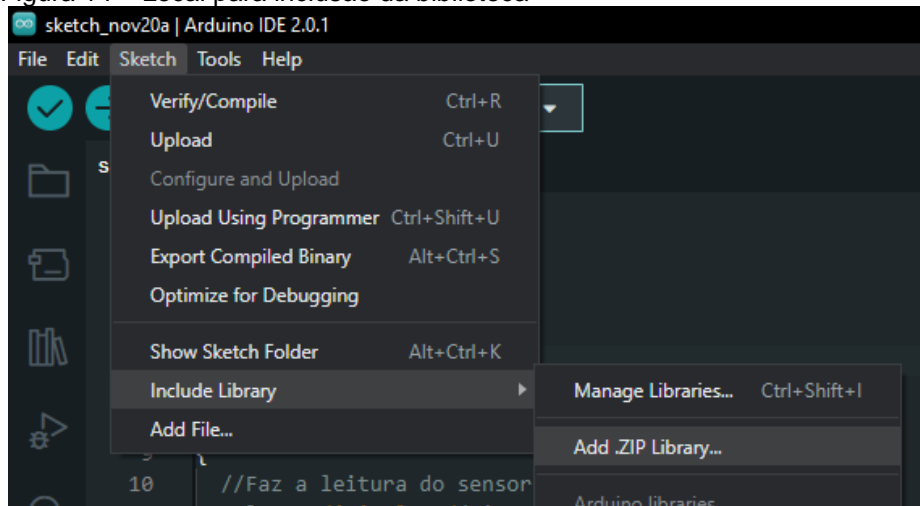 sketch_nov20a | Arduino IDE 2.0.1
File Edit Sketch Tools Help
Verify/Compile Ctrl+R
Upload Ctrl+U
Configure and Upload
Upload Using Programmer Ctrl+Shift+U
Export Compiled Binary Alt+Ctrl+S
Optimize for Debugging
Show Sketch Folder Alt+Ctrl+K
Include Library
Manage Libraries... Ctrl+Shift+I
Add File...
Add .ZIP Library...
{
10 //Faz a leitura do sensor
Arduino libraries